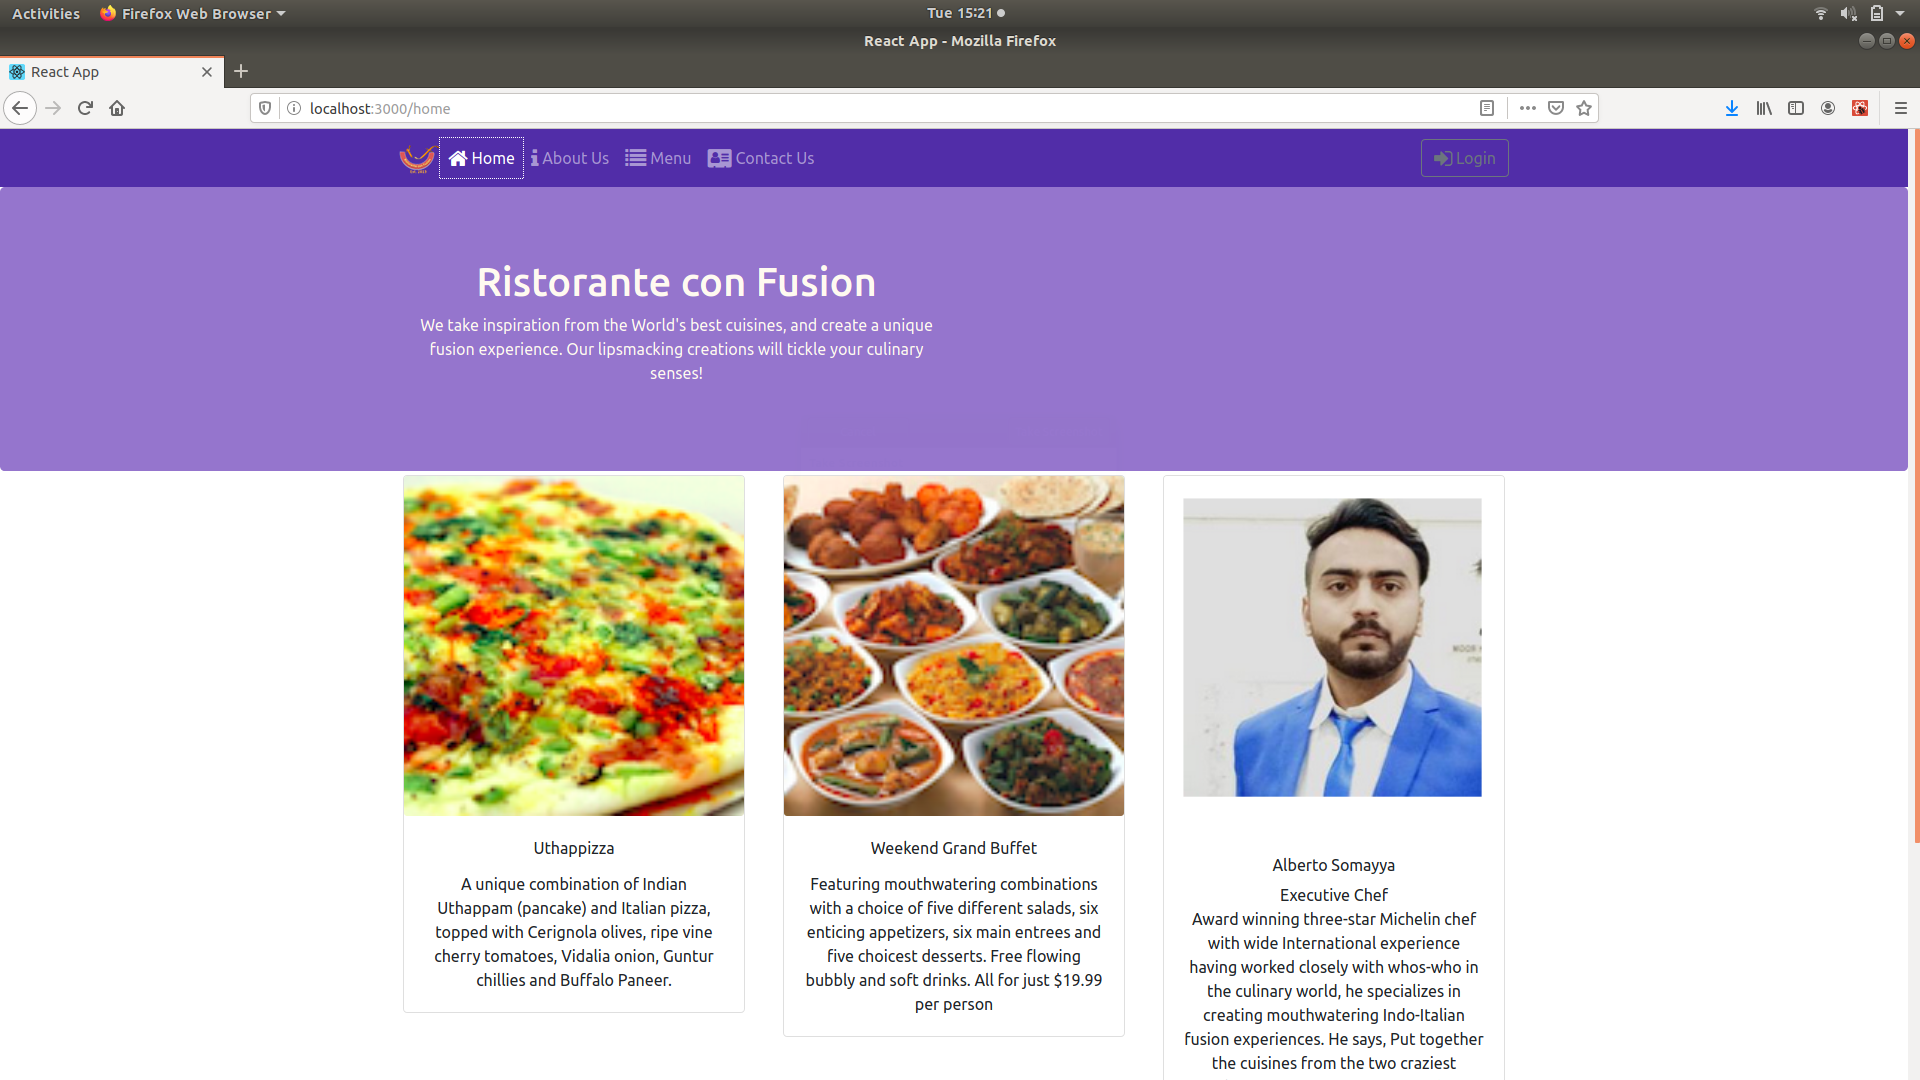 Activities
Firefox Web Browser
Tue 15:21
React App - Mozilla Firefox
React App
localhost:3000/home
Home
About Us
Menu
Contact Us
Login
Ristorante con Fusion
We take inspiration from the World's best cuisines, and create a unique
fusion experience. Our lipsmacking creations will tickle your culinary
senses!
Uthappizza
A unique combination of Indian
Uthappam (pancake) and Italian pizza,
topped with Cerignola olives, ripe vine
cherry tomatoes, Vidalia onion, Guntur
chillies and Buffalo Paneer.
Weekend Grand Buffet
Featuring mouthwatering combinations
with a choice of five different salads, six
enticing appetizers, six main entrees and
five choicest desserts. Free flowing
bubbly and soft drinks. All for just $19.99
per person
Alberto Somayya
Executive Chef
Award winning three-star Michelin chef
with wide International experience
having worked closely with whos-who in
the culinary world, he specializes in
creating mouthwatering Indo-Italian
fusion experiences. He says, Put together
the cuisines from the two craziest